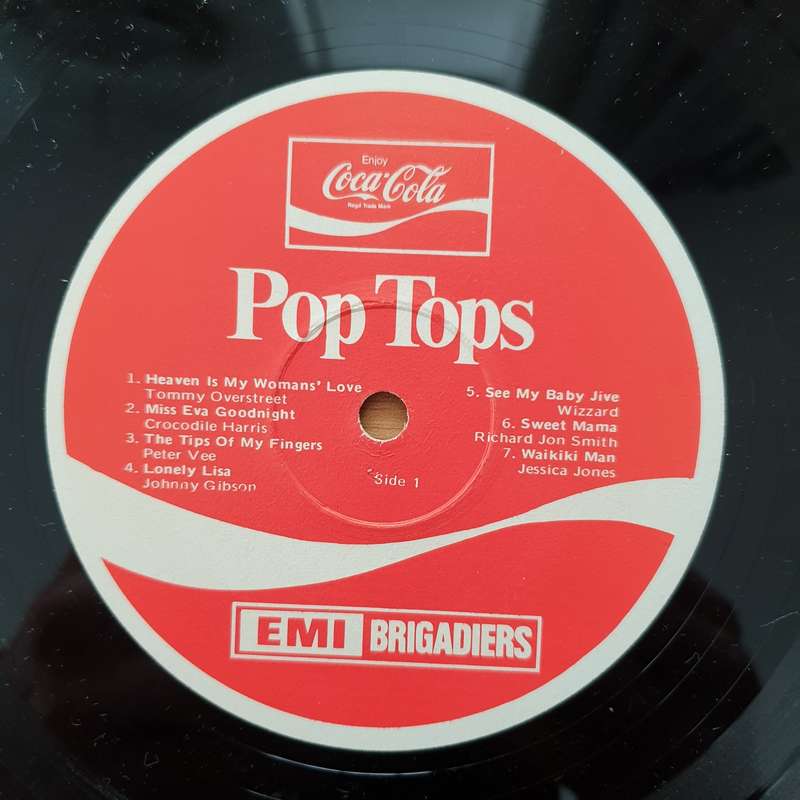 Enjoy
Coca-Cola
Regd Trade Mark
Pop Tops
1. Heaven Is My Womans' Love
Tommy Overstreet
2. Miss Eva Goodnight
Crocodile Harris
3. The Tips Of My Fingers
Peter Vee
4. Lonely Lisa
Johnny Gibson
5. See My Baby Jive
Wizzard
6. Sweet Mama
Richard Jon Smith
7. Waikiki Man
Jessica Jones
Side 1
EMI BRIGADIERS